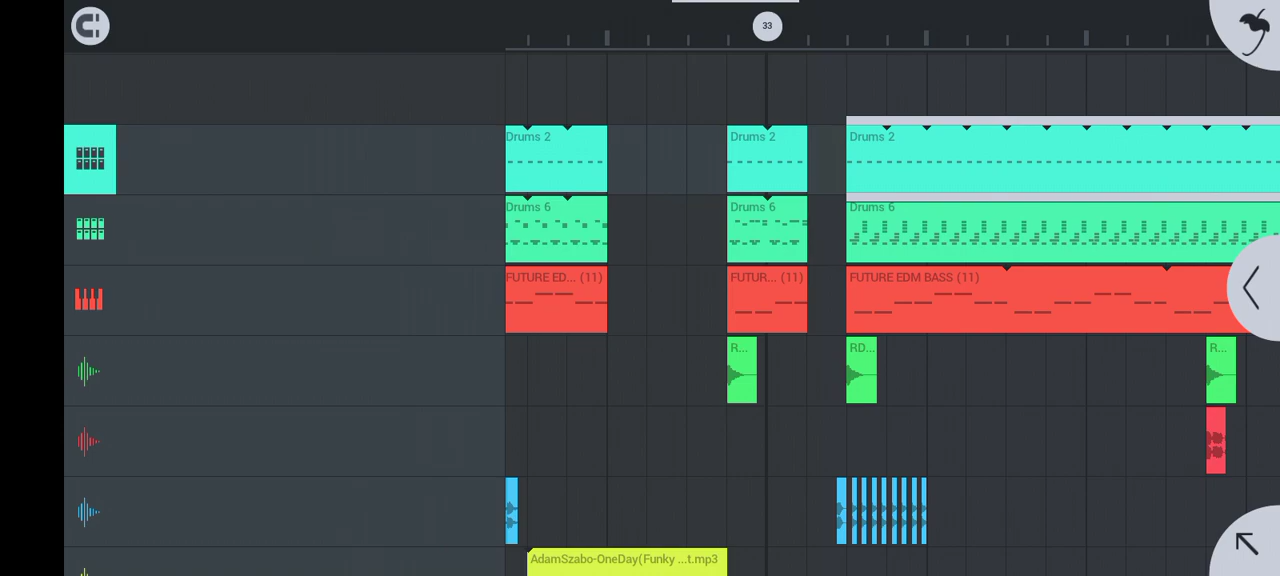 33
Drums 2 Drums 2 Drums 2
Drums 6 Drums 6 Drums 6
FUTURE ED... (11) FUTUR... (11) FUTURE EDM BASS (11)
R... RD... R...
AdamSzabo-OneDay(Funky ...t.mp3